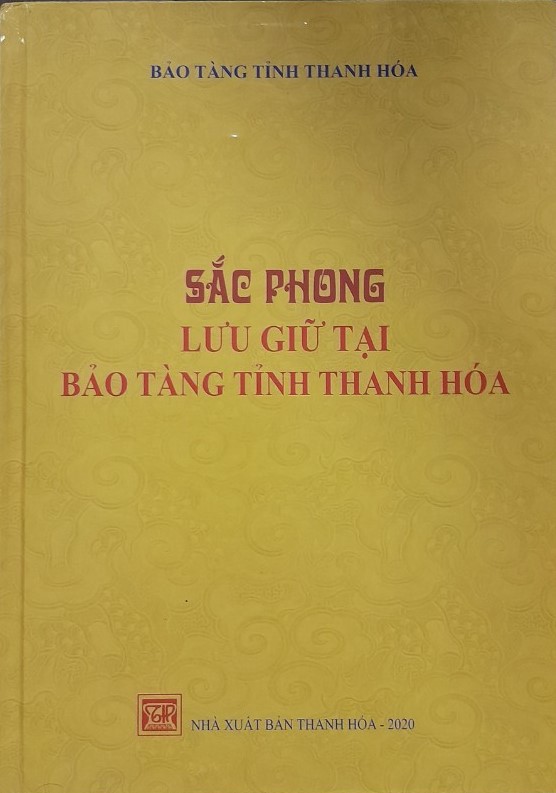 BẢO TÀNG TỈNH THANH HÓA
SẮC PHONG
LƯU GIỮ TẠI
BẢO TÀNG TỈNH THANH HÓA
NHÀ XUẤT BẢN THANH HÓA - 2020